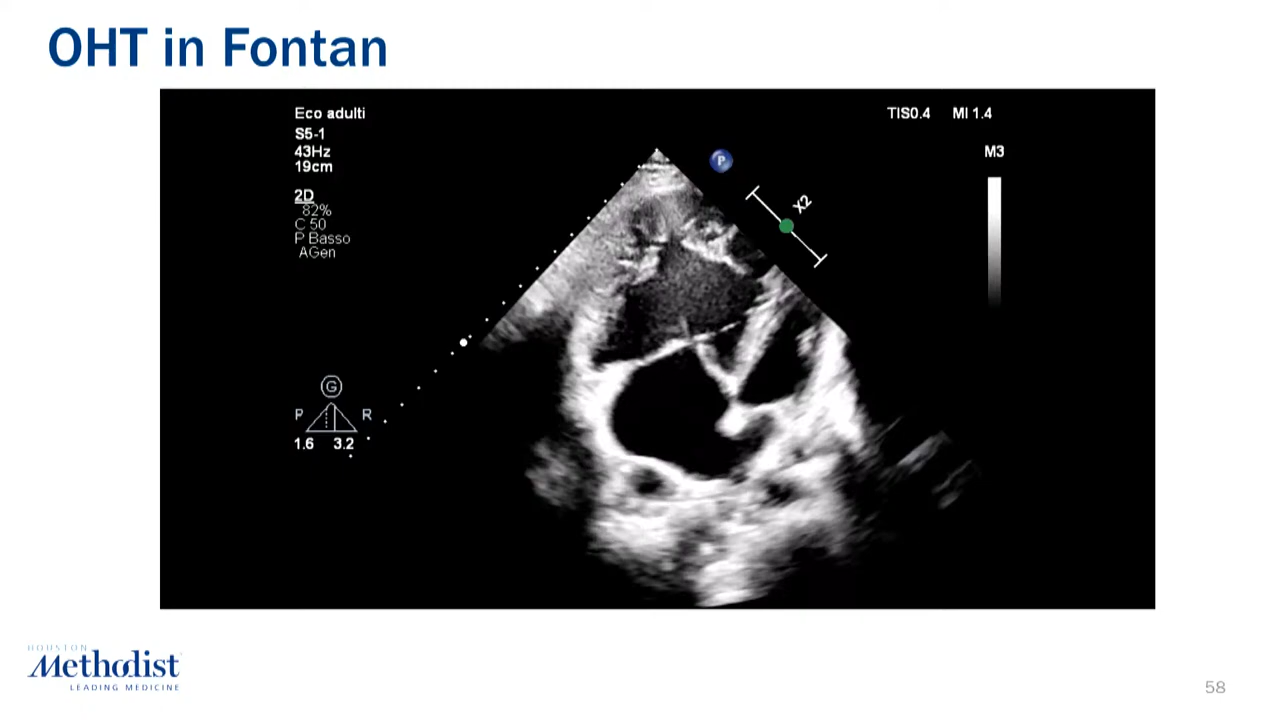 OHT in Fontan
Eco adulti
TIS0.4 MI 1.4
S5-1
43Hz
19cm
M3
2D
82%
C 50
P Basso
AGen
P
X2
G
P R
1.6 3.2
HOUSTON
Methodist
LEADING MEDICINE
58